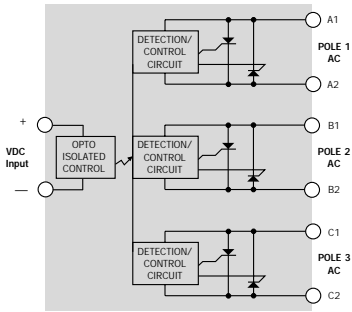 A1
DETECTION/
CONTROL
CIRCUIT
POLE 1
AC
A2
+
VDC
Input
—
OPTO
ISOLATED
CONTROL
B1
DETECTION/
CONTROL
CIRCUIT
POLE 2
AC
B2
C1
DETECTION/
CONTROL
CIRCUIT
POLE 3
AC
C2